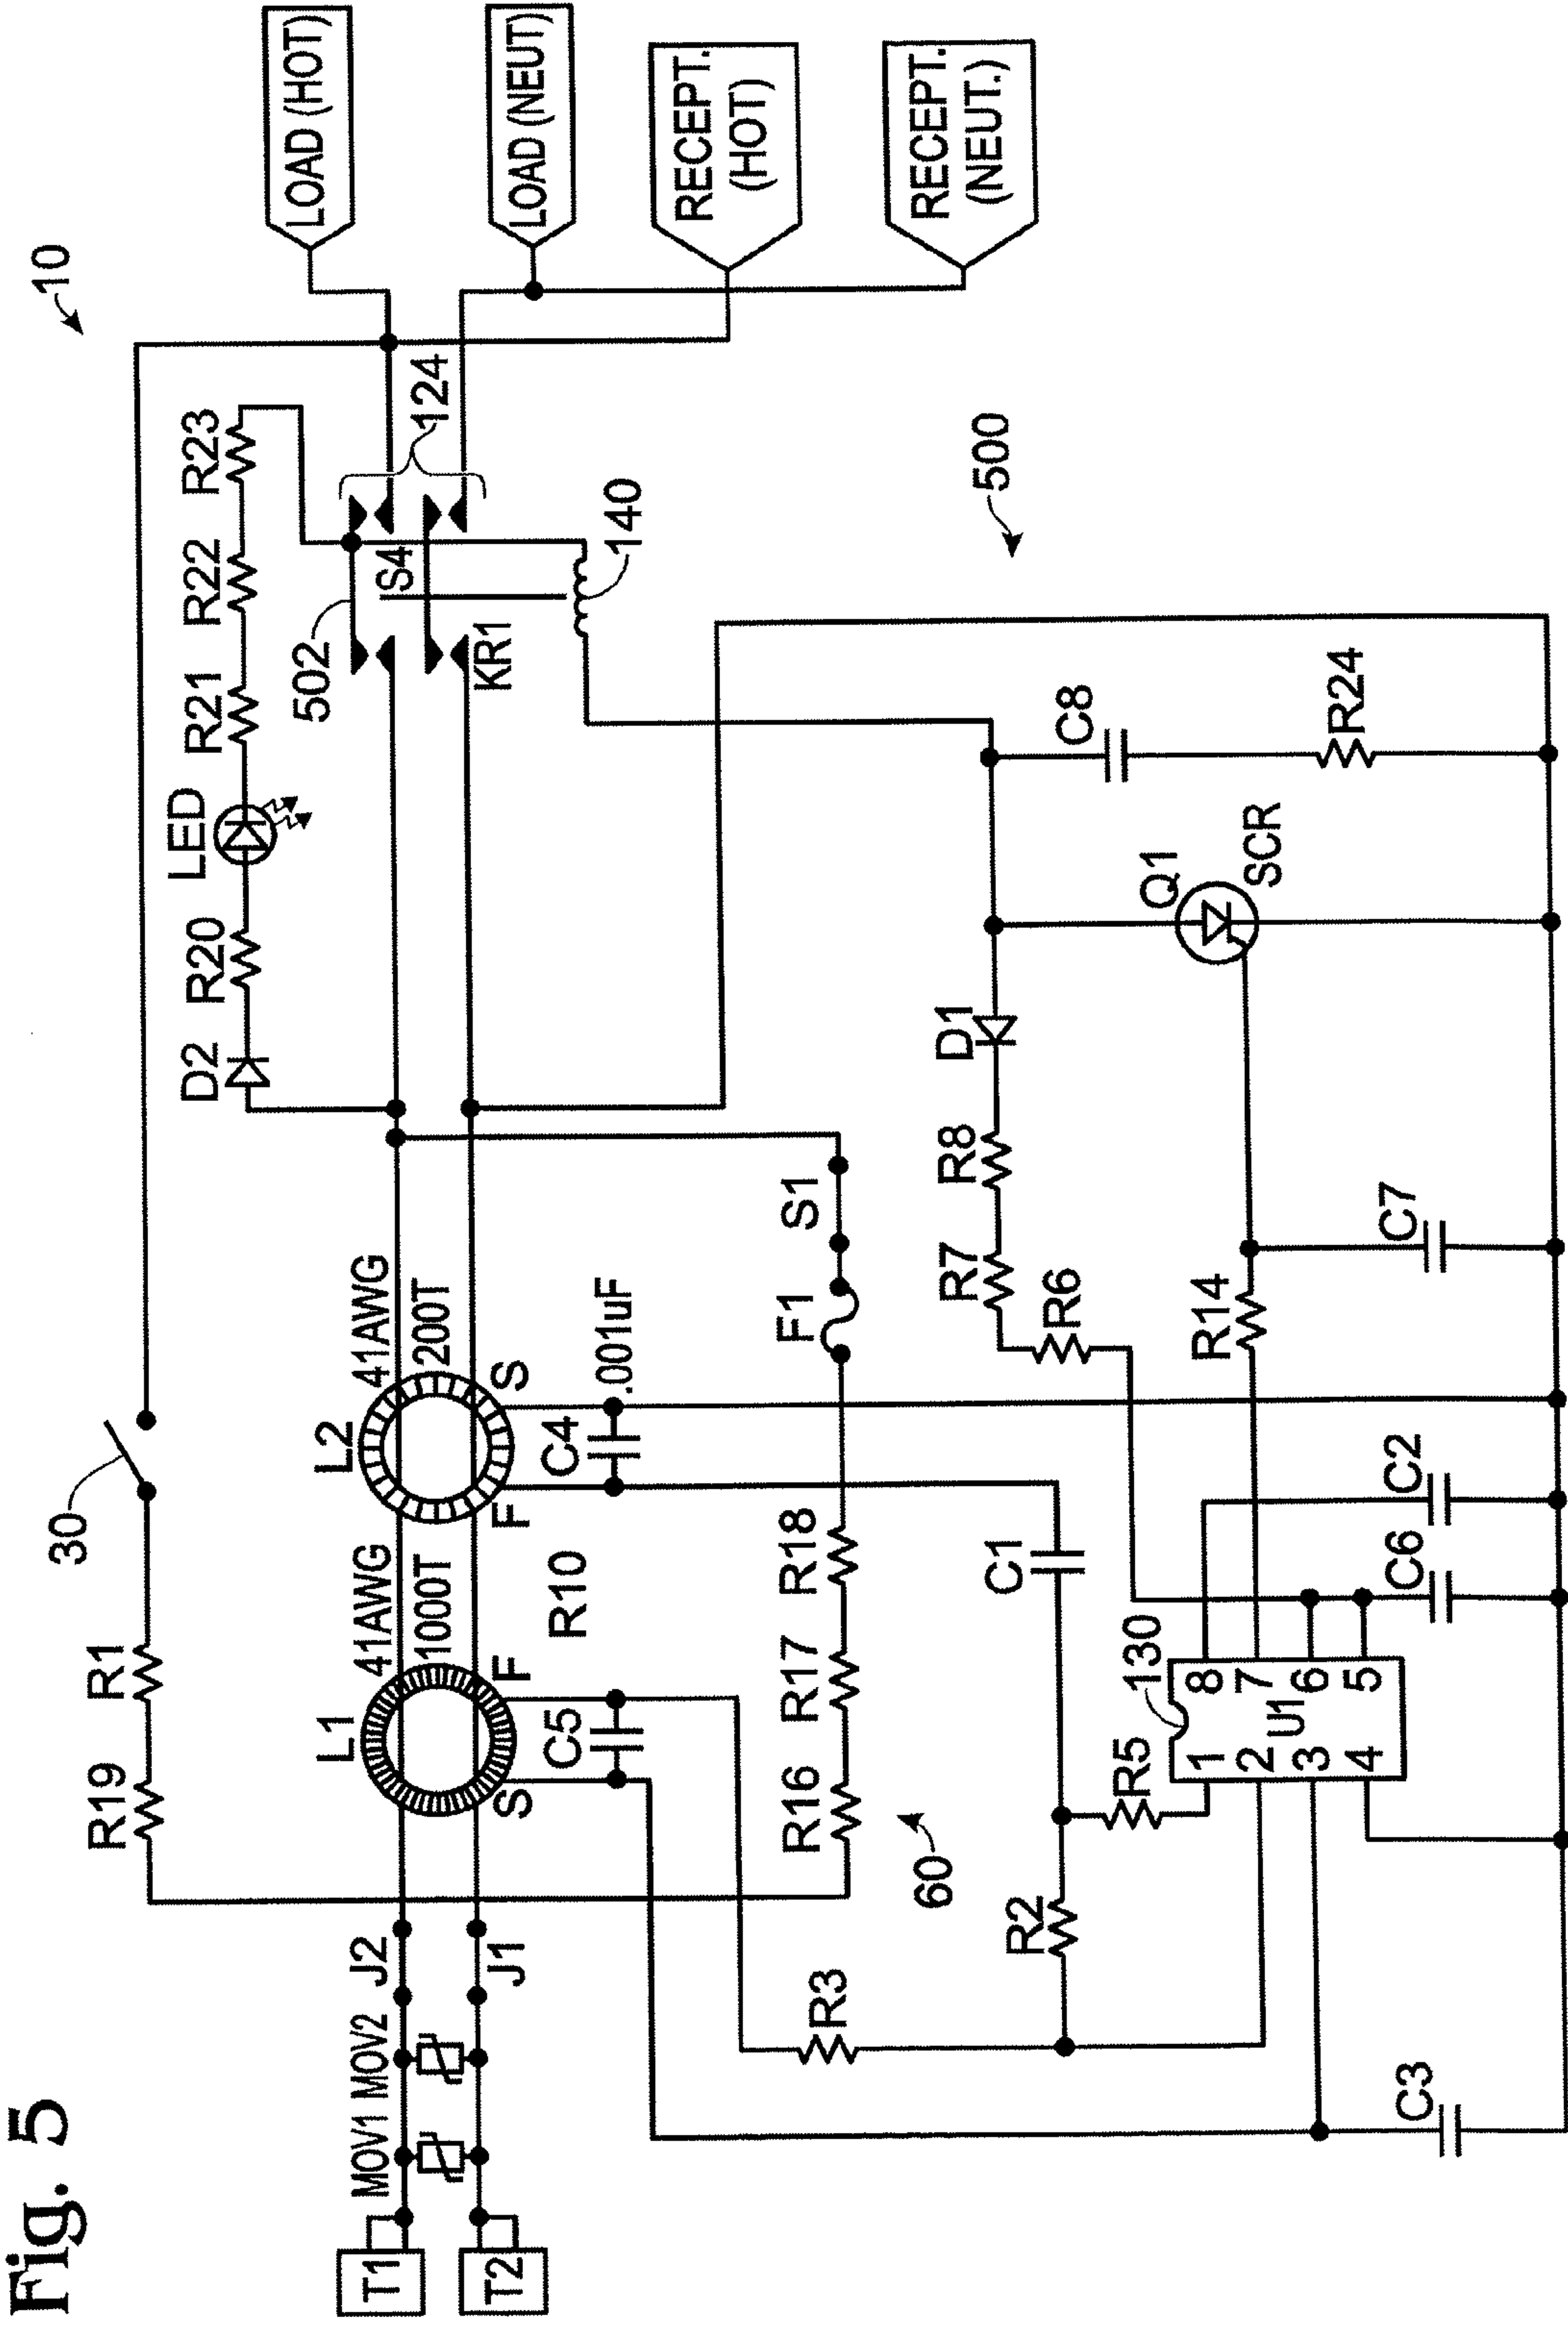 Fig. 5
10
30
R19
R1
D2
R20
LED
R21
R22
R23
LOAD (HOT)
LOAD (NEUT)
RECEPT.
(HOT)
RECEPT.
(NEUT.)
T1
T2
MOV1
MOV2
J2
J1
L1
41AWG
1000T
S
F
C5
R10
L2
41AWG
200T
F
S
C4
.001uF
502
S4
KR1
124
140
500
R16
R17
R18
F1
S1
60
R3
R2
C1
R5
130
U1
1
2
3
4
5
6
7
8
R6
R7
R8
D1
Q1
SCR
C8
R24
R14
C7
C2
C6
C3